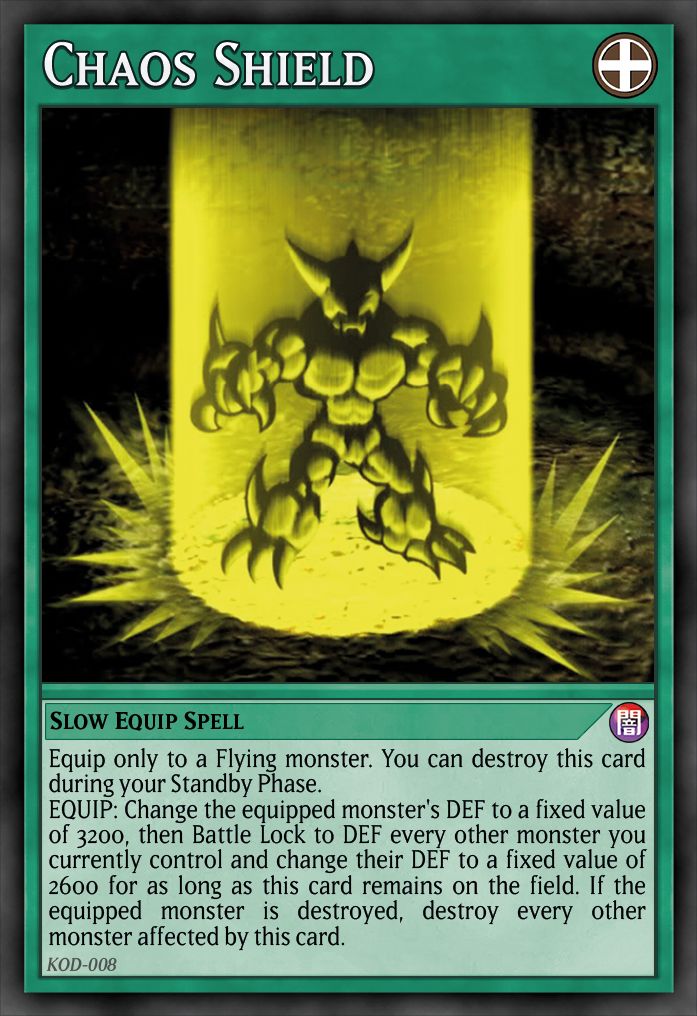 Chaos Shield
Slow Equip Spell
闇
Equip only to a Flying monster. You can destroy this card
during your Standby Phase.
EQUIP: Change the equipped monster's DEF to a fixed value
of 3200, then Battle Lock to DEF every other monster you
currently control and change their DEF to a fixed value of
2600 for as long as this card remains on the field. If the
equipped monster is destroyed, destroy every other
monster affected by this card.
KOD-008